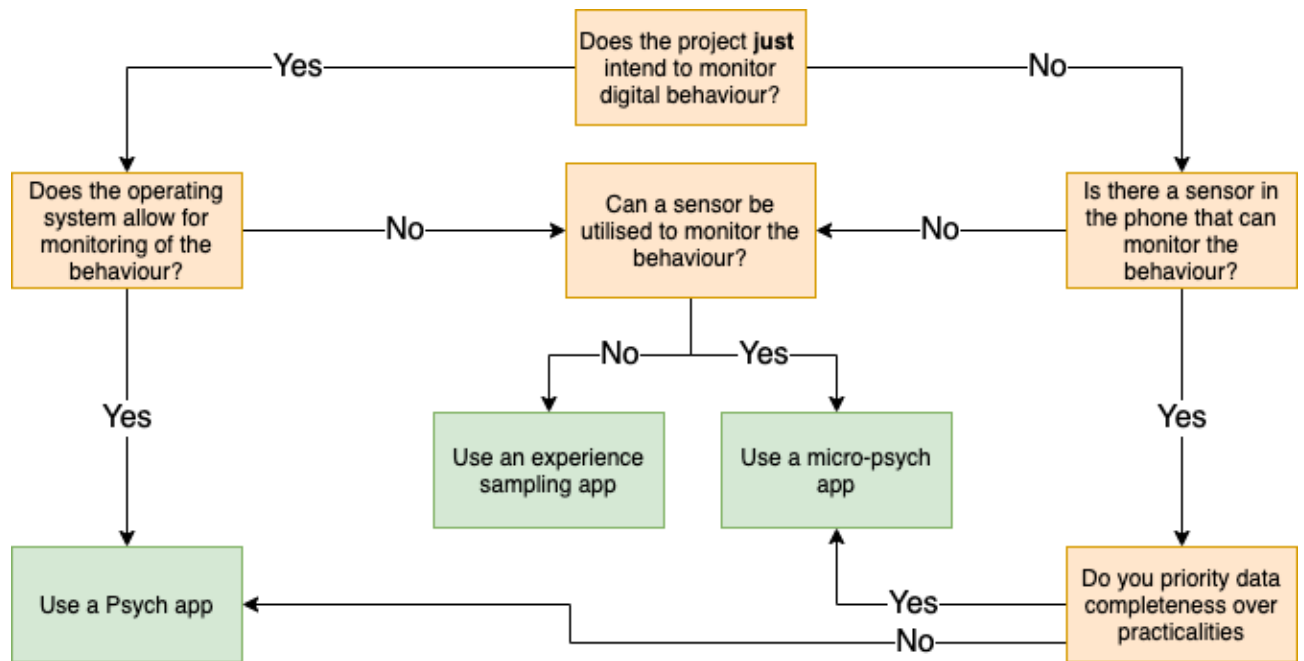 Does the project just
intend to monitor
digital behaviour?
Yes
No
Does the operating
system allow for
monitoring of the
behaviour?
No
Can a sensor be
utilised to monitor the
behaviour?
No
Is there a sensor in
the phone that can
monitor the
behaviour?
No
Yes
Yes
Yes
Use an experience
sampling app
Use a micro-psych
app
Use a Psych app
Do you priority data
completeness over
practicalities
Yes
No